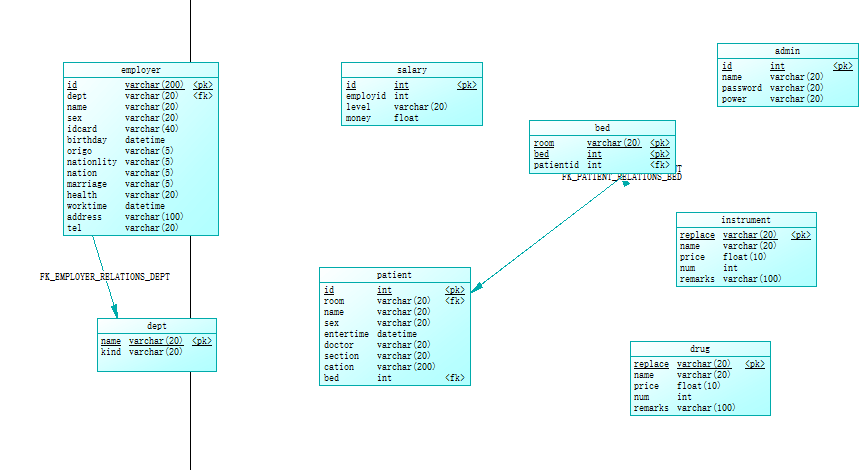 employer
id varchar(200) <pk>
dept varchar(20) <fk>
name varchar(20)
sex varchar(20)
idcard varchar(40)
birthday datetime
origo varchar(5)
nationlity varchar(5)
nation varchar(5)
marriage varchar(5)
health varchar(20)
worktime datetime
address varchar(100)
tel varchar(20)
FK_EMPLOYER_RELATIONS_DEPT
dept
name varchar(20) <pk>
kind varchar(20)
salary
id int <pk>
employid int
level varchar(20)
money float
patient
id int <pk>
room varchar(20) <fk>
name varchar(20)
sex varchar(20)
entertime datetime
doctor varchar(20)
section varchar(20)
cation varchar(200)
bed int <fk>
bed
room varchar(20) <pk>
bed int <pk>
patientid int <fk>
FK_PATIENT_RELATIONS_BED
admin
id int <pk>
name varchar(20)
password varchar(20)
power varchar(20)
instrument
replace varchar(20) <pk>
name varchar(20)
price float(10)
num int
remarks varchar(100)
drug
replace varchar(20) <pk>
name varchar(20)
price float(10)
num int
remarks varchar(100)